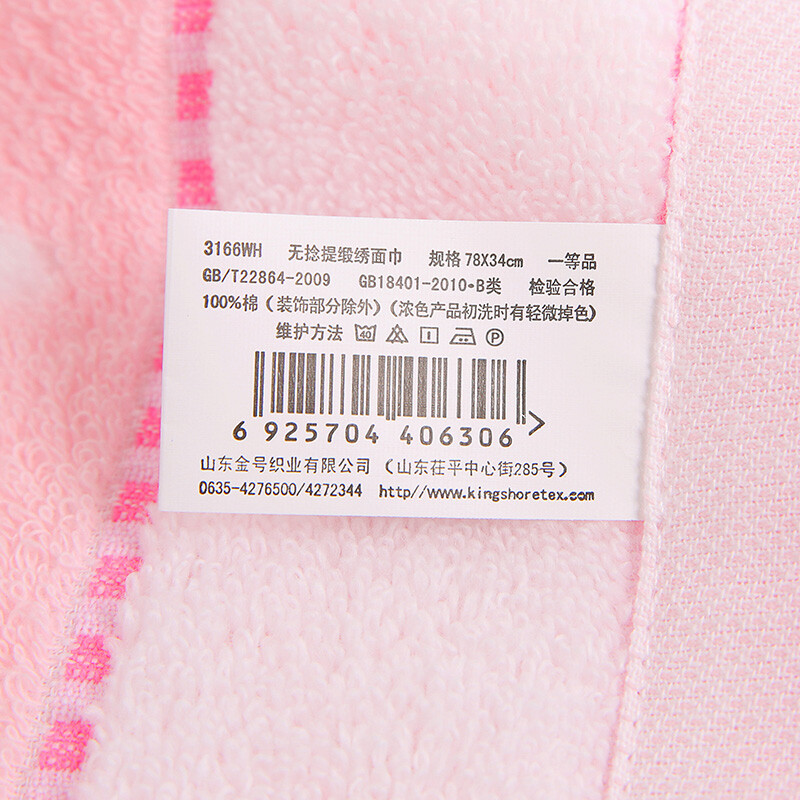 3166WH 无捻提缎绣面巾 规格 78X34cm 一等品
GB/T22864-2009 GB18401-2010·B类 检验合格
100%棉（装饰部分除外）（浓色产品初洗时有轻微掉色）
维护方法 40 P
6 925704 406306 >
山东金号织业有限公司（山东茌平中心街285号）
0635-4276500/4272344 http//www.kingshoretex.com